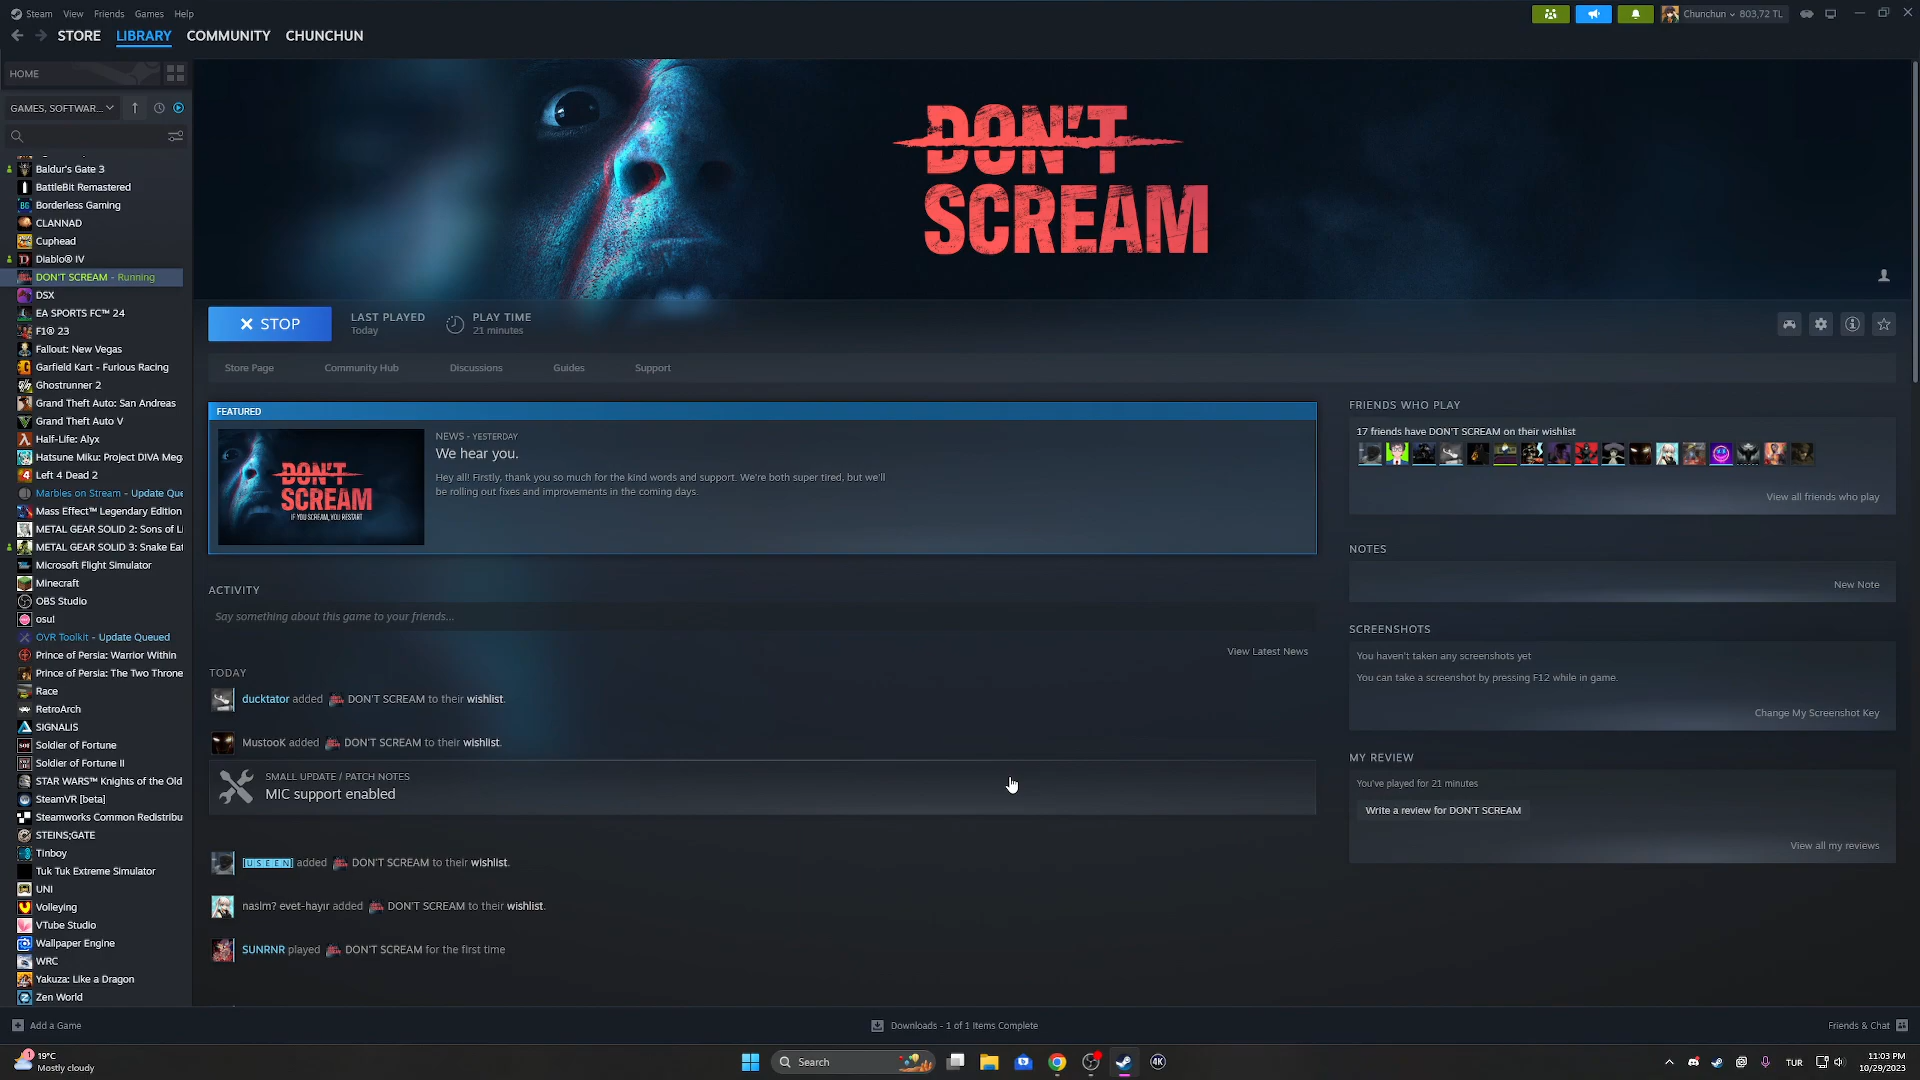 Steam View Friends Games Help
Chunchun 803,72 TL
STORE LIBRARY COMMUNITY CHUNCHUN
HOME
GAMES, SOFTWAR...
Baldur's Gate 3
BattleBit Remastered
Borderless Gaming
CLANNAD
Cuphead
Diablo® IV
DON'T SCREAM - Running
DSX
EA SPORTS FC™ 24
F1® 23
Fallout: New Vegas
Garfield Kart - Furious Racing
Ghostrunner 2
Grand Theft Auto: San Andreas
Grand Theft Auto V
Half-Life: Alyx
Hatsune Miku: Project DIVA Meg
Left 4 Dead 2
Marbles on Stream - Update Que
Mass Effect™ Legendary Edition
METAL GEAR SOLID 2: Sons of Li
METAL GEAR SOLID 3: Snake Eat
Microsoft Flight Simulator
Minecraft
OBS Studio
osu!
OVR Toolkit - Update Queued
Prince of Persia: Warrior Within
Prince of Persia: The Two Throne
Race
RetroArch
SIGNALIS
Soldier of Fortune
Soldier of Fortune II
STAR WARS™ Knights of the Old
SteamVR [beta]
Steamworks Common Redistribu
STEINS;GATE
Tinboy
Tuk Tuk Extreme Simulator
UNI
Volleying
VTube Studio
Wallpaper Engine
WRC
Yakuza: Like a Dragon
Zen World
DON'T
SCREAM
STOP
LAST PLAYED
Today
PLAY TIME
21 minutes
Store Page Community Hub Discussions Guides Support
FEATURED
DON'T
SCREAM
IF YOU SCREAM, YOU RESTART
NEWS - YESTERDAY
We hear you.
Hey all! Firstly, thank you so much for the kind words and support. We're both super tired, but we'll
be rolling out fixes and improvements in the coming days.
ACTIVITY
Say something about this game to your friends...
View Latest News
TODAY
ducktator added DON'T SCREAM to their wishlist.
MustooK added DON'T SCREAM to their wishlist.
SMALL UPDATE / PATCH NOTES
MIC support enabled
[USEEN] added DON'T SCREAM to their wishlist.
nasIm? evet-hayır added DON'T SCREAM to their wishlist.
SUNRNR played DON'T SCREAM for the first time
FRIENDS WHO PLAY
17 friends have DON'T SCREAM on their wishlist
View all friends who play
NOTES
New Note
SCREENSHOTS
You haven't taken any screenshots yet
You can take a screenshot by pressing F12 while in game.
Change My Screenshot Key
MY REVIEW
You've played for 21 minutes
Write a review for DON'T SCREAM
View all my reviews
Add a Game
Downloads - 1 of 1 Items Complete
Friends & Chat
1
19°C
Mostly cloudy
Search
4K
TUR
11:03 PM
10/29/2023